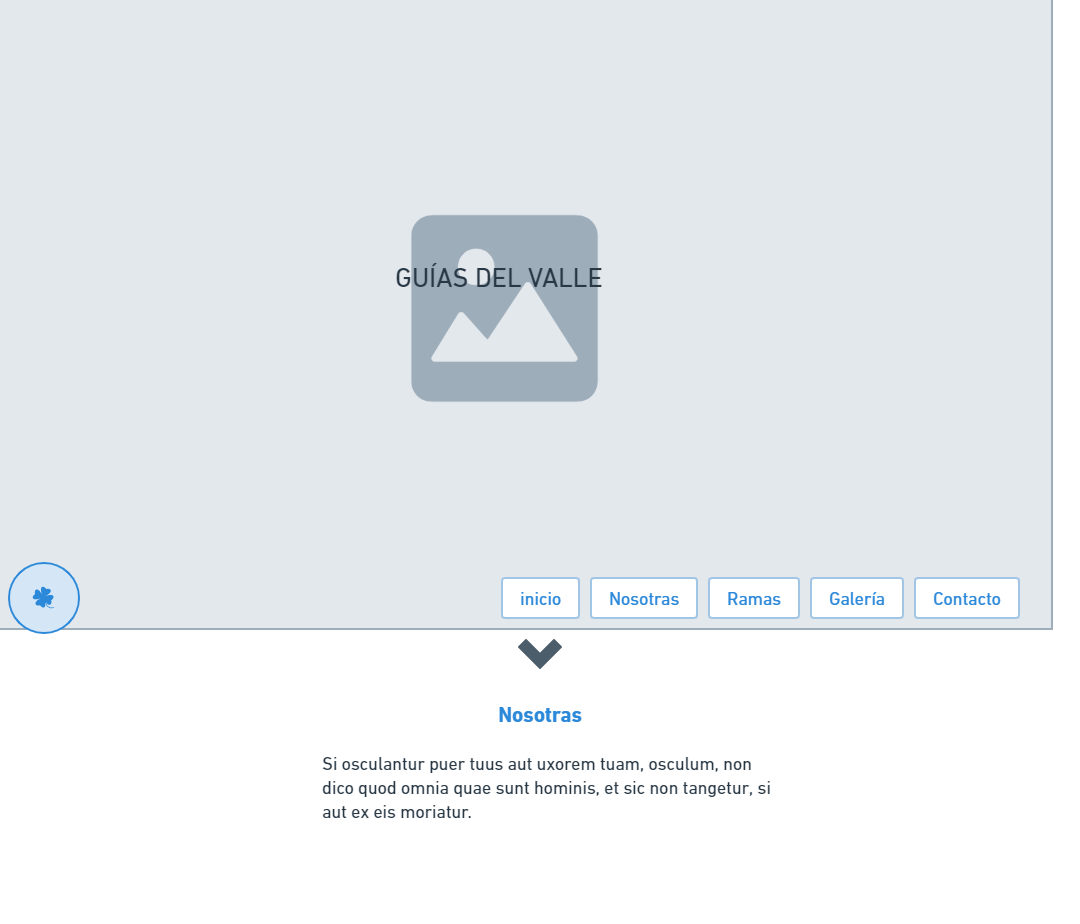 GUÍAS DEL VALLE
inicio
Nosotras
Ramas
Galería
Contacto
Nosotras
Si osculantur puer tuus aut uxorem tuam, osculum, non
dico quod omnia quae sunt hominis, et sic non tangetur, si
aut ex eis moriatur.